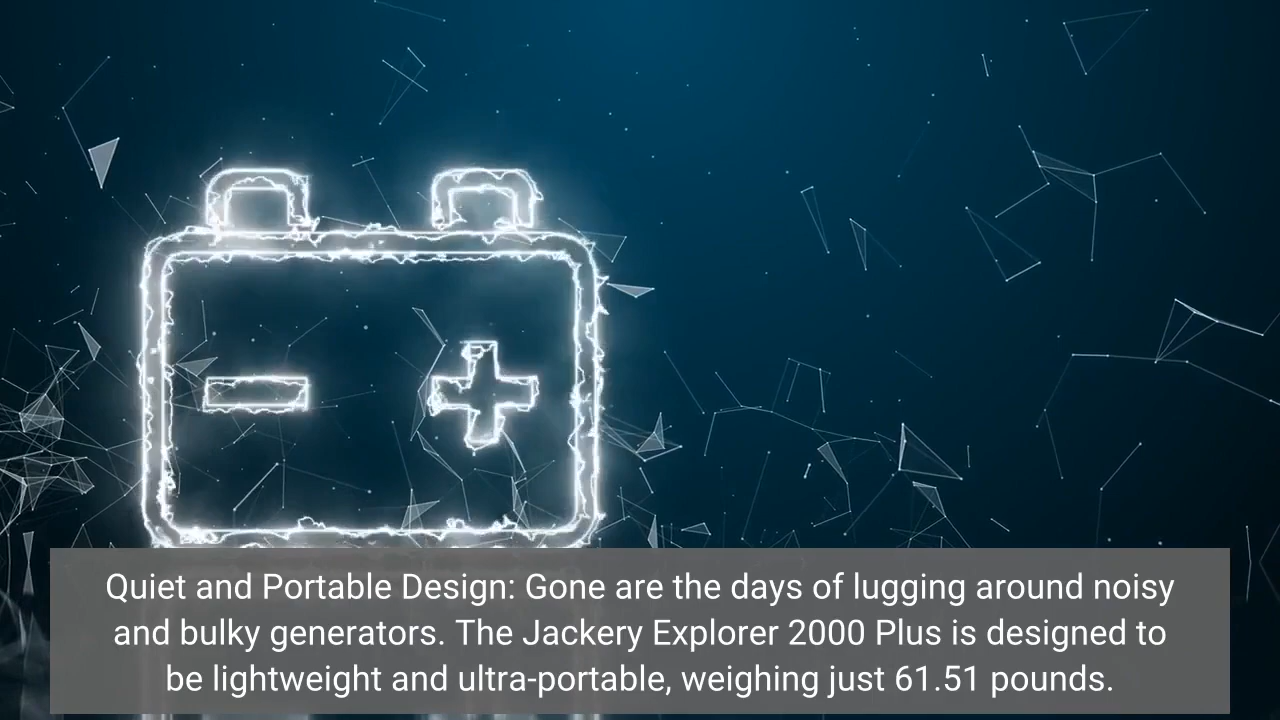 Quiet and Portable Design: Gone are the days of lugging around noisy
and bulky generators. The Jackery Explorer 2000 Plus is designed to
be lightweight and ultra-portable, weighing just 61.51 pounds.